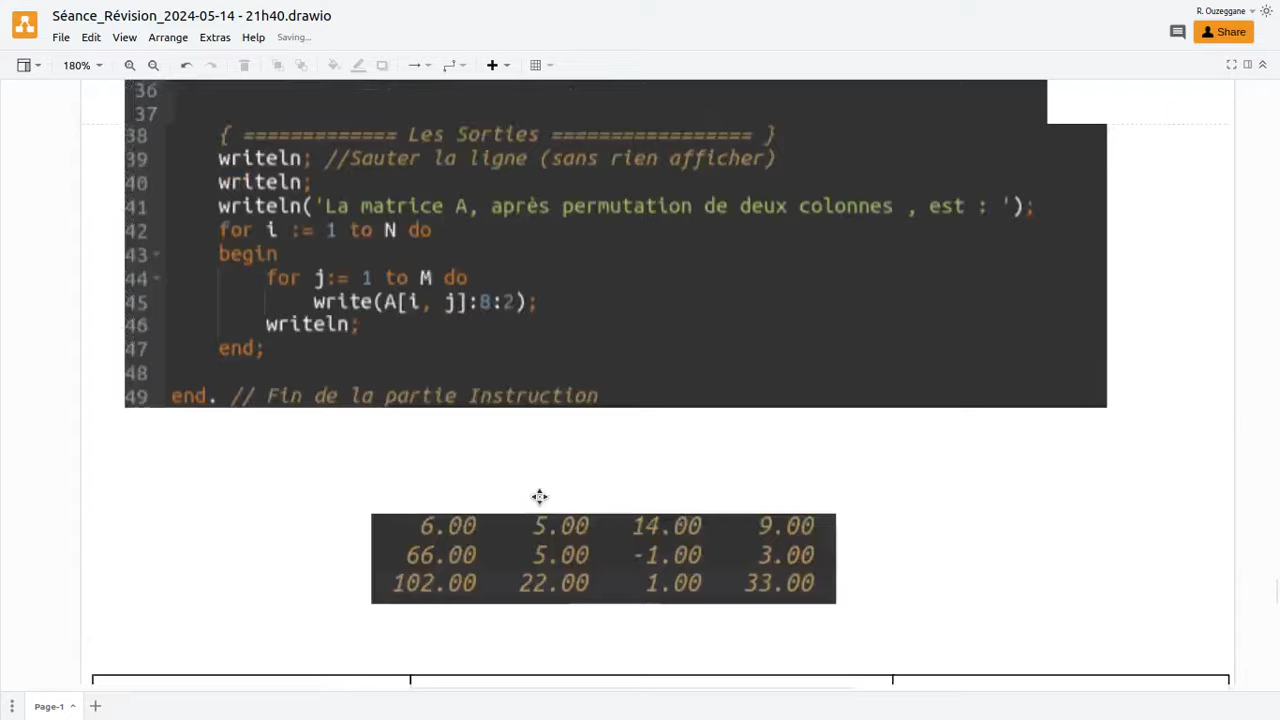 Séance_Révision_2024-05-14 - 21h40.drawio
R. Ouzeggane
File Edit View Arrange Extras Help Saving...
Share
180%
36
37
38 { ============= Les Sorties ================= }
39 writeln; //Sauter la ligne (sans rien afficher)
40 writeln;
41 writeln('La matrice A, après permutation de deux colonnes , est : ');
42 for i := 1 to N do
43 begin
44 for j:= 1 to M do
45 write(A[i, j]:8:2);
46 writeln;
47 end;
48
49 end. // Fin de la partie Instruction
6.00 5.00 14.00 9.00
66.00 5.00 -1.00 3.00
102.00 22.00 1.00 33.00
Page-1